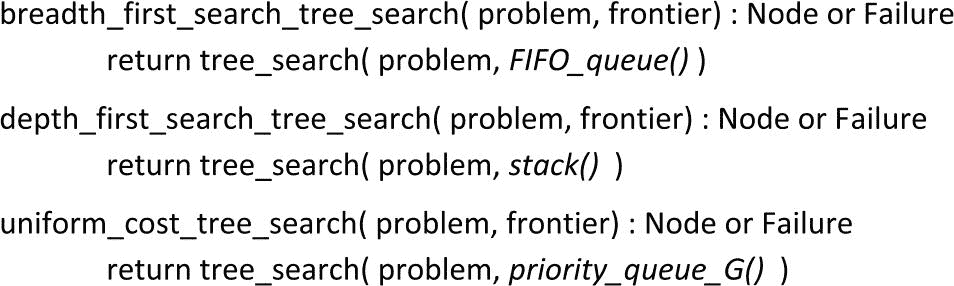 breadth_first_search_tree_search( problem, frontier) : Node or Failure
return tree_search( problem, FIFO_queue() )
depth_first_search_tree_search( problem, frontier) : Node or Failure
return tree_search( problem, stack()  )
uniform_cost_tree_search( problem, frontier) : Node or Failure
return tree_search( problem, priority_queue_G()  )